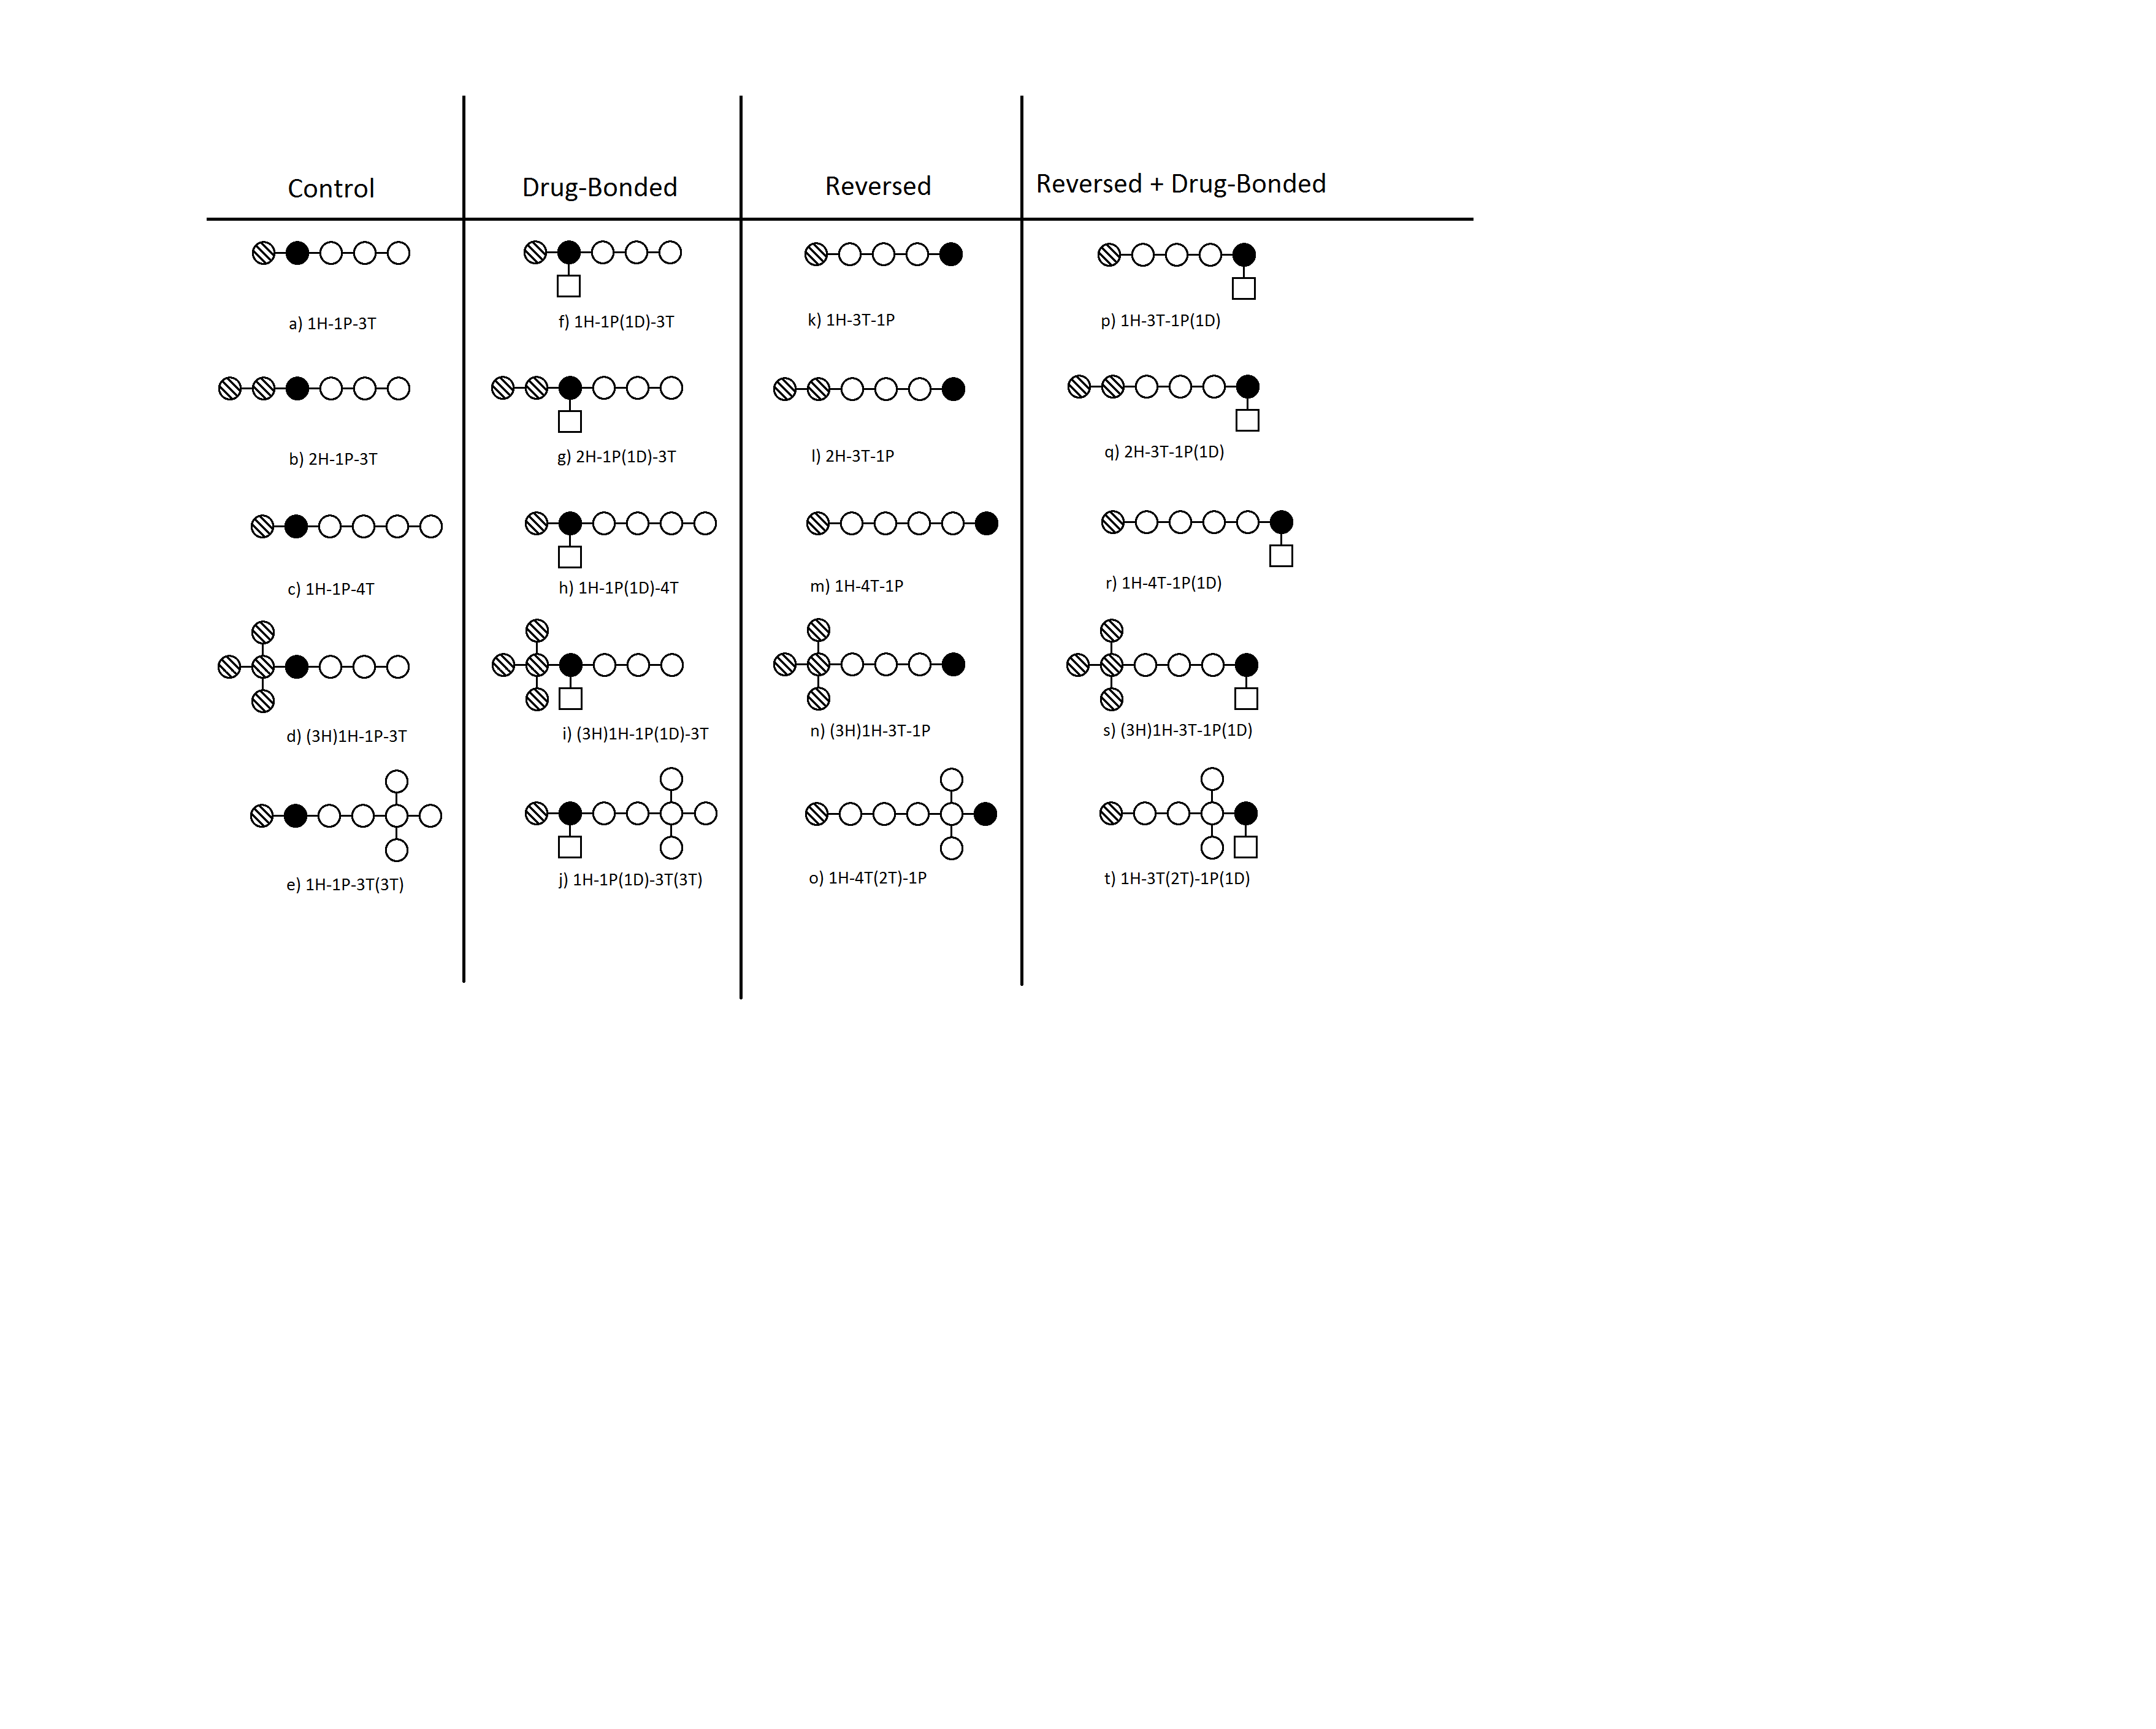 Control
Drug-Bonded
Reversed
Reversed + Drug-Bonded
a) 1H-1P-3T
f) 1H-1P(1D)-3T
k) 1H-3T-1P
p) 1H-3T-1P(1D)
b) 2H-1P-3T
g) 2H-1P(1D)-3T
l) 2H-3T-1P
q) 2H-3T-1P(1D)
c) 1H-1P-4T
h) 1H-1P(1D)-4T
m) 1H-4T-1P
r) 1H-4T-1P(1D)
d) (3H)1H-1P-3T
i) (3H)1H-1P(1D)-3T
n) (3H)1H-3T-1P
s) (3H)1H-3T-1P(1D)
e) 1H-1P-3T(3T)
j) 1H-1P(1D)-3T(3T)
o) 1H-4T(2T)-1P
t) 1H-3T(2T)-1P(1D)